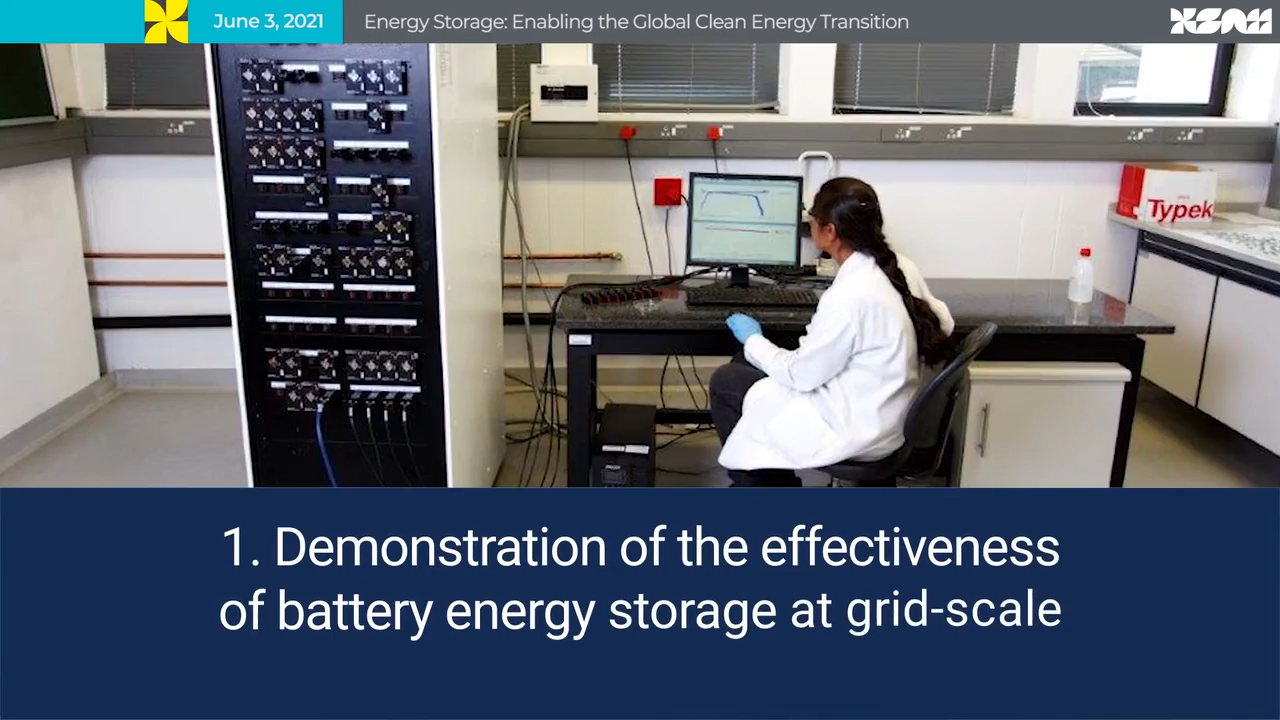 June 3, 2021
Energy Storage: Enabling the Global Clean Energy Transition
Typek
1. Demonstration of the effectiveness
of battery energy storage at grid-scale